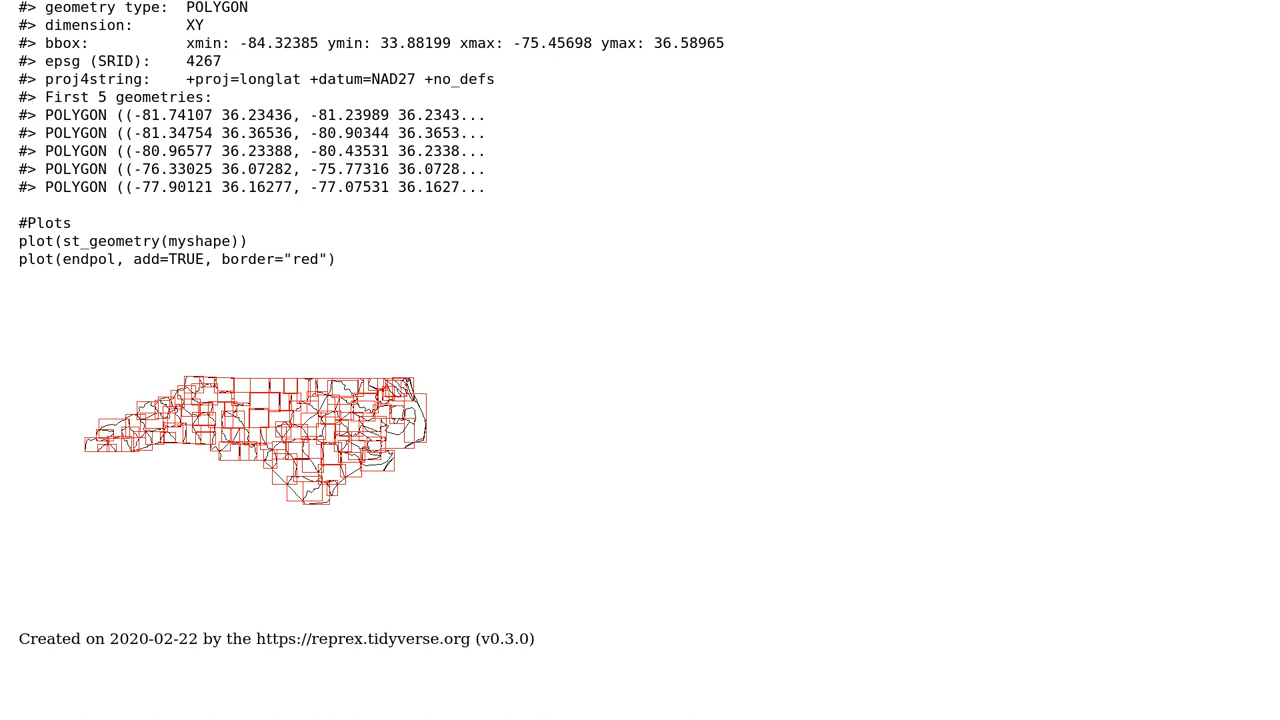 #> geometry type:  POLYGON
#> dimension:      XY
#> bbox:           xmin: -84.32385 ymin: 33.88199 xmax: -75.45698 ymax: 36.58965
#> epsg (SRID):    4267
#> proj4string:    +proj=longlat +datum=NAD27 +no_defs
#> First 5 geometries:
#> POLYGON ((-81.74107 36.23436, -81.23989 36.2343...
#> POLYGON ((-81.34754 36.36536, -80.90344 36.3653...
#> POLYGON ((-80.96577 36.23388, -80.43531 36.2338...
#> POLYGON ((-76.33025 36.07282, -75.77316 36.0728...
#> POLYGON ((-77.90121 36.16277, -77.07531 36.1627...
#Plots
plot(st_geometry(myshape))
plot(endpol, add=TRUE, border="red")
Created on 2020-02-22 by the https://reprex.tidyverse.org (v0.3.0)